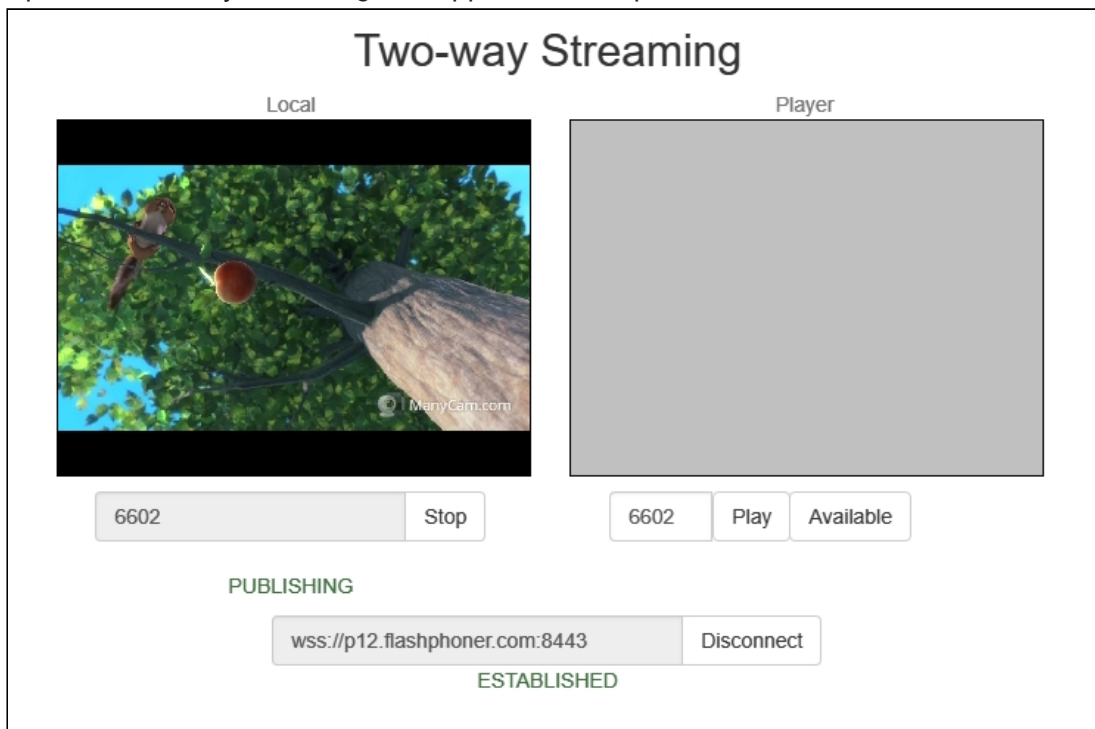 Two-way Streaming
Local
Player
ManyCam.com
6602
Stop
6602
Play
Available
PUBLISHING
wss://p12.flashphoner.com:8443
Disconnect
ESTABLISHED